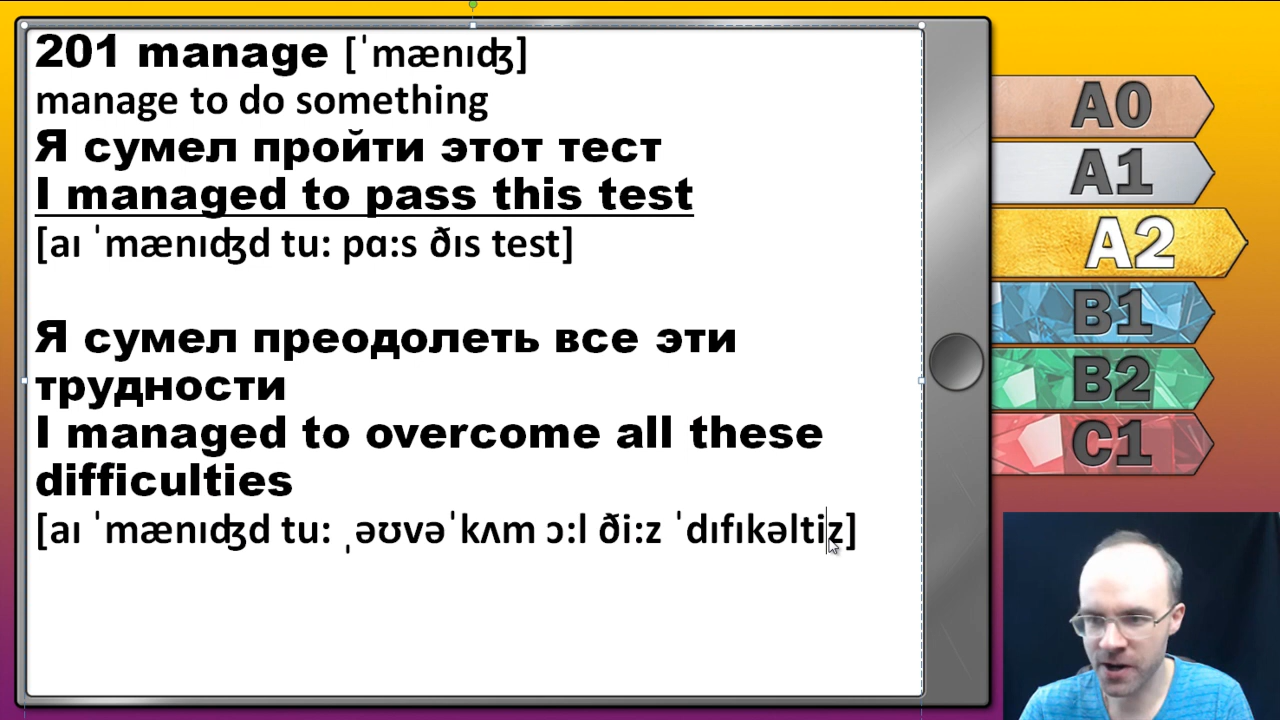 201 manage [ˈmænɪʤ]
manage to do something
Я сумел пройти этот тест
I managed to pass this test
[aɪ ˈmænɪʤd tu: pɑ:s ðɪs test]
Я сумел преодолеть все эти
трудности
I managed to overcome all these
difficulties
[aɪ ˈmænɪʤd tu: ˌəʊvəˈkʌm ɔ:l ði:z ˈdɪfɪkəltiz]
A0
A1
A2
B1
B2
C1